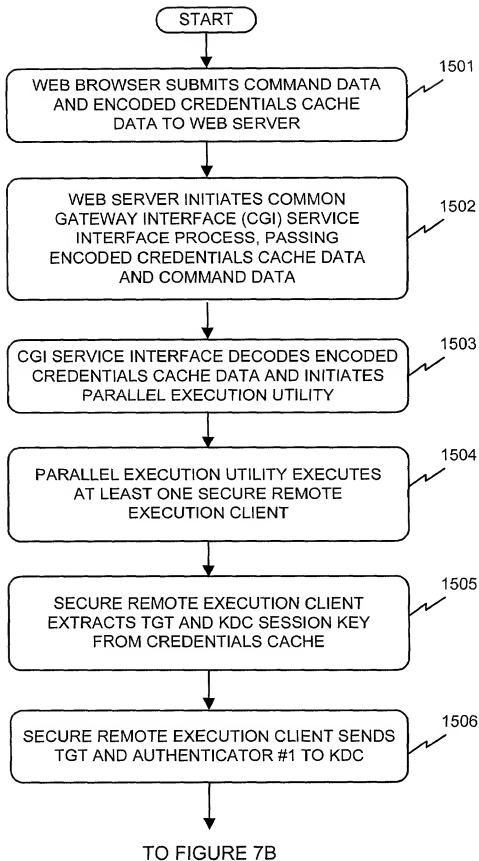 START
WEB BROWSER SUBMITS COMMAND DATA
AND ENCODED CREDENTIALS CACHE
DATA TO WEB SERVER
1501
WEB SERVER INITIATES COMMON
GATEWAY INTERFACE (CGI) SERVICE
INTERFACE PROCESS, PASSING
ENCODED CREDENTIALS CACHE DATA
AND COMMAND DATA
1502
CGI SERVICE INTERFACE DECODES ENCODED
CREDENTIALS CACHE DATA AND INITIATES
PARALLEL EXECUTION UTILITY
1503
PARALLEL EXECUTION UTILITY EXECUTES
AT LEAST ONE SECURE REMOTE
EXECUTION CLIENT
1504
SECURE REMOTE EXECUTION CLIENT
EXTRACTS TGT AND KDC SESSION KEY
FROM CREDENTIALS CACHE
1505
SECURE REMOTE EXECUTION CLIENT SENDS
TGT AND AUTHENTICATOR #1 TO KDC
1506
TO FIGURE 7B